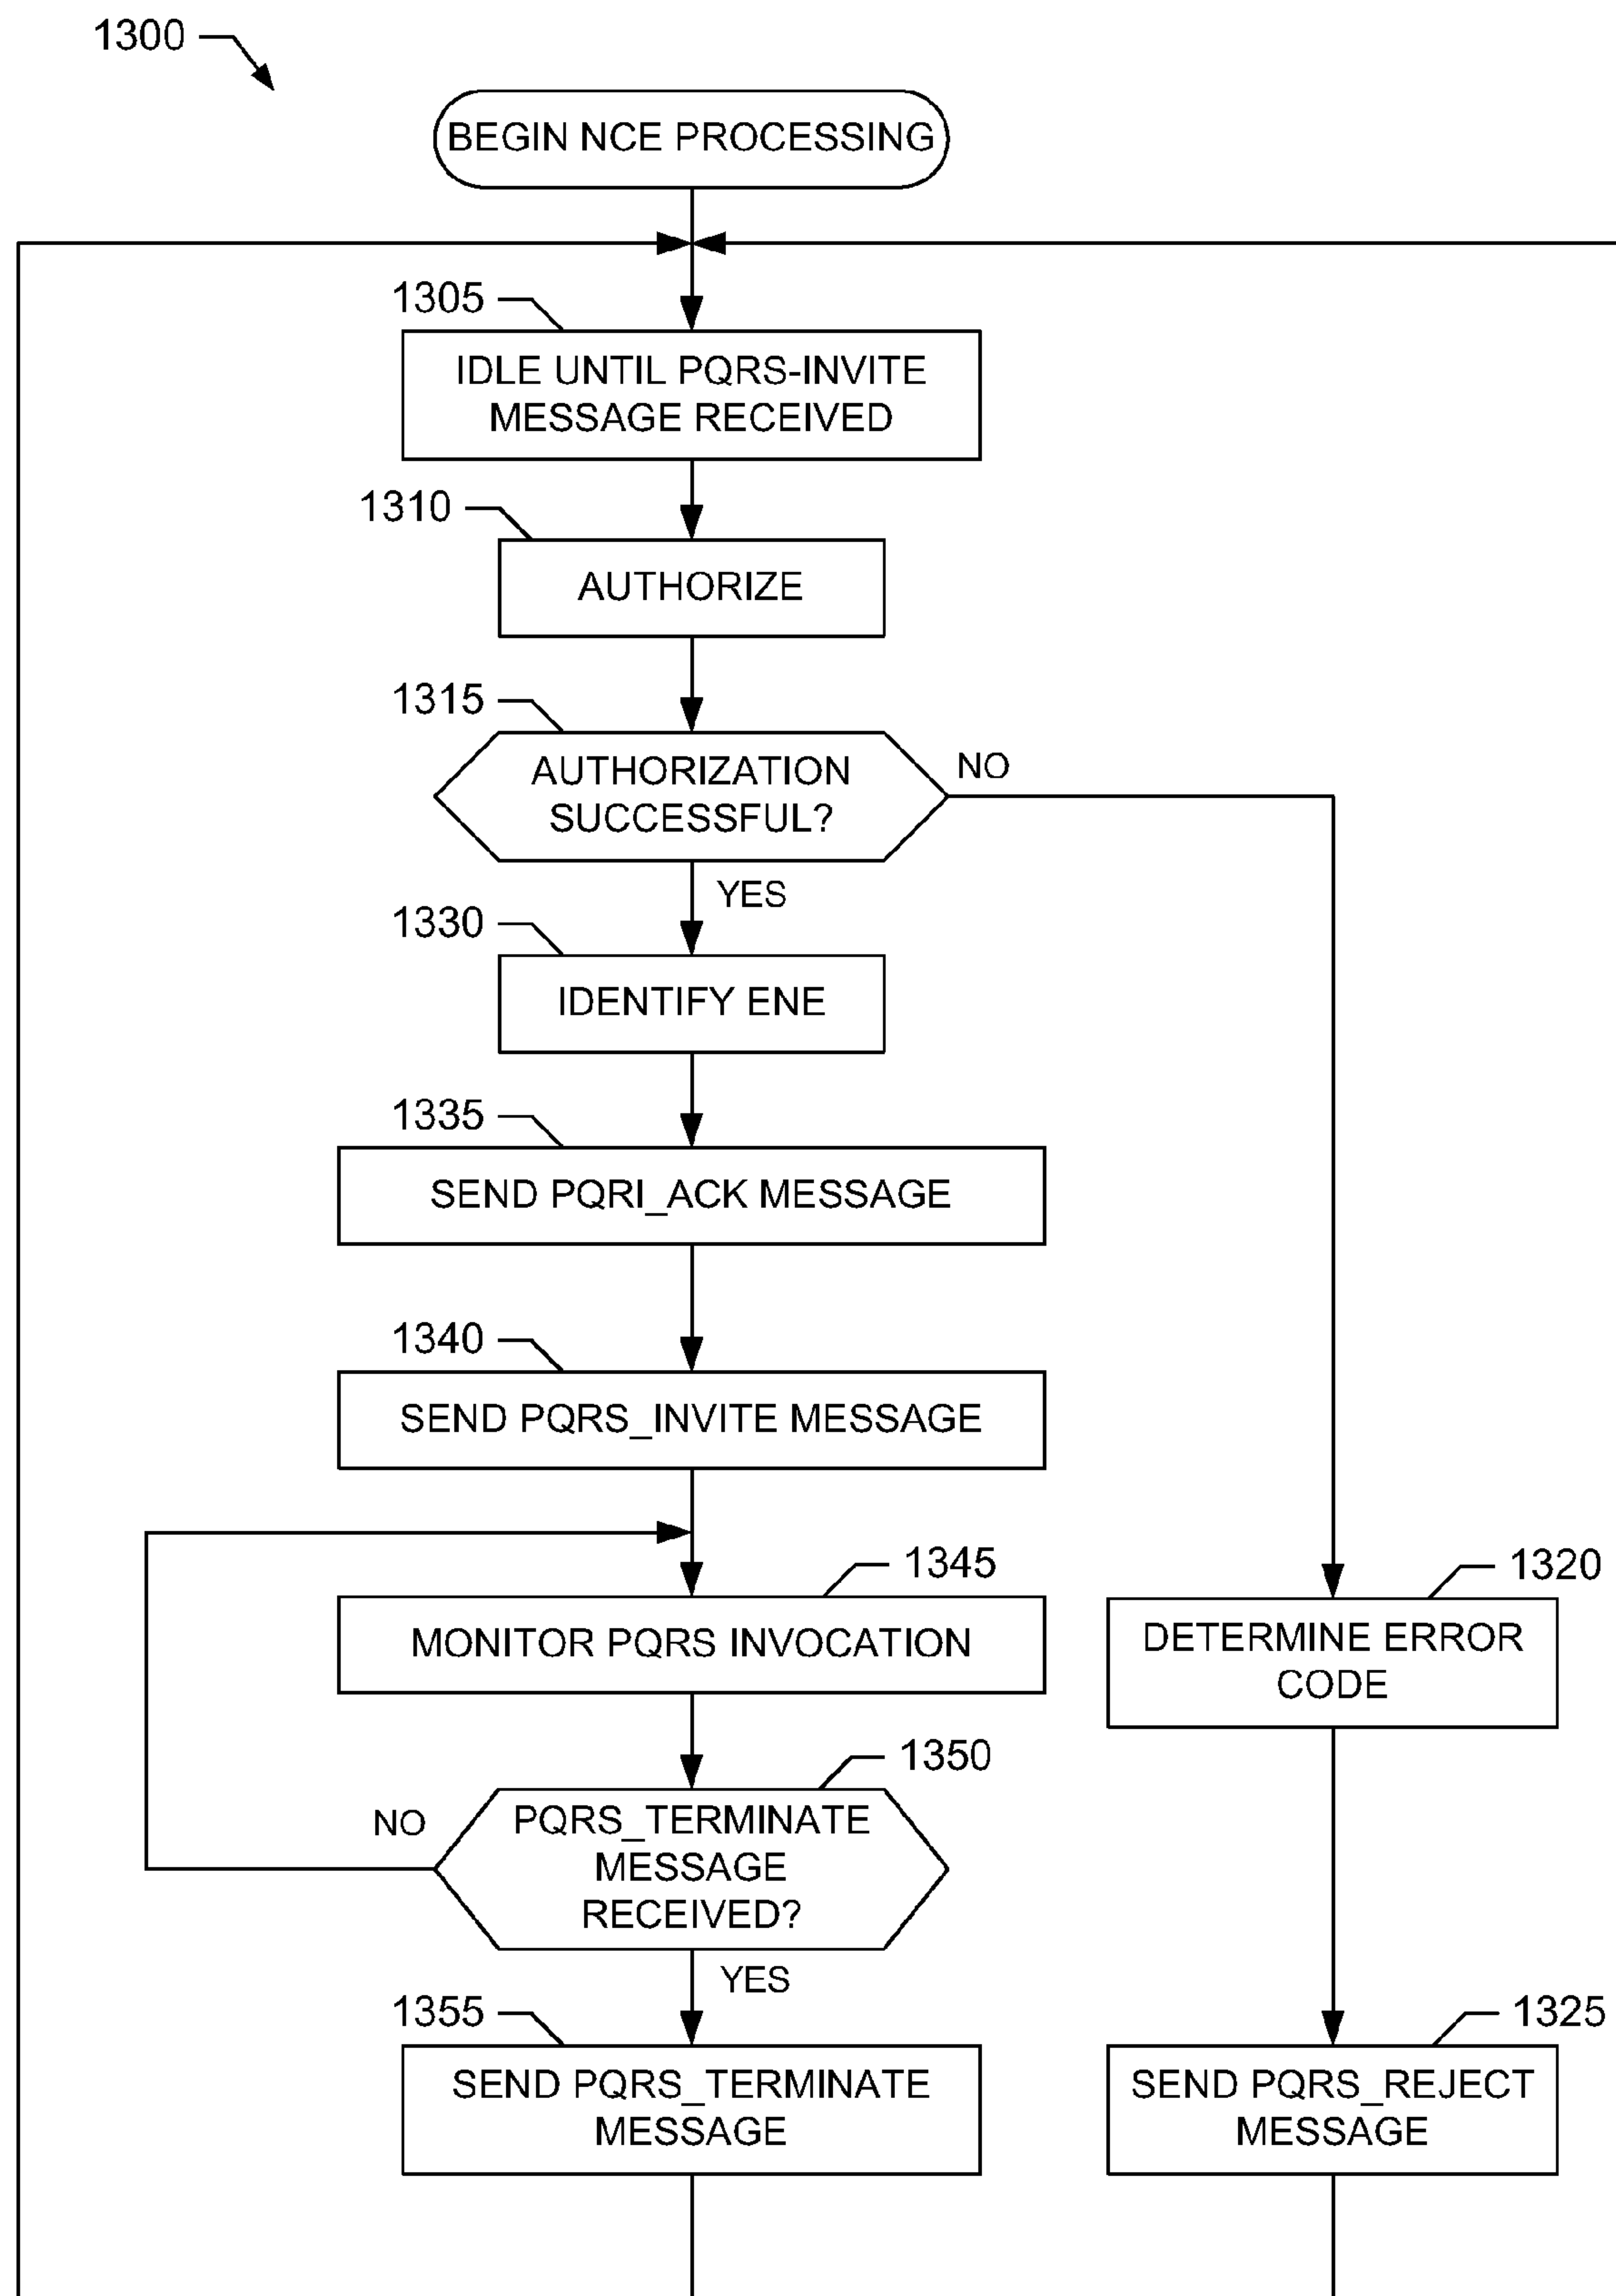 1300
BEGIN NCE PROCESSING
1305
IDLE UNTIL PQRS-INVITE
MESSAGE RECEIVED
1310
AUTHORIZE
1315
AUTHORIZATION
SUCCESSFUL?
NO
YES
1330
IDENTIFY ENE
1335
SEND PQRI_ACK MESSAGE
1340
SEND PQRS_INVITE MESSAGE
1345
MONITOR PQRS INVOCATION
1320
DETERMINE ERROR
CODE
1350
PQRS_TERMINATE
MESSAGE
RECEIVED?
NO
YES
1355
SEND PQRS_TERMINATE
MESSAGE
1325
SEND PQRS_REJECT
MESSAGE